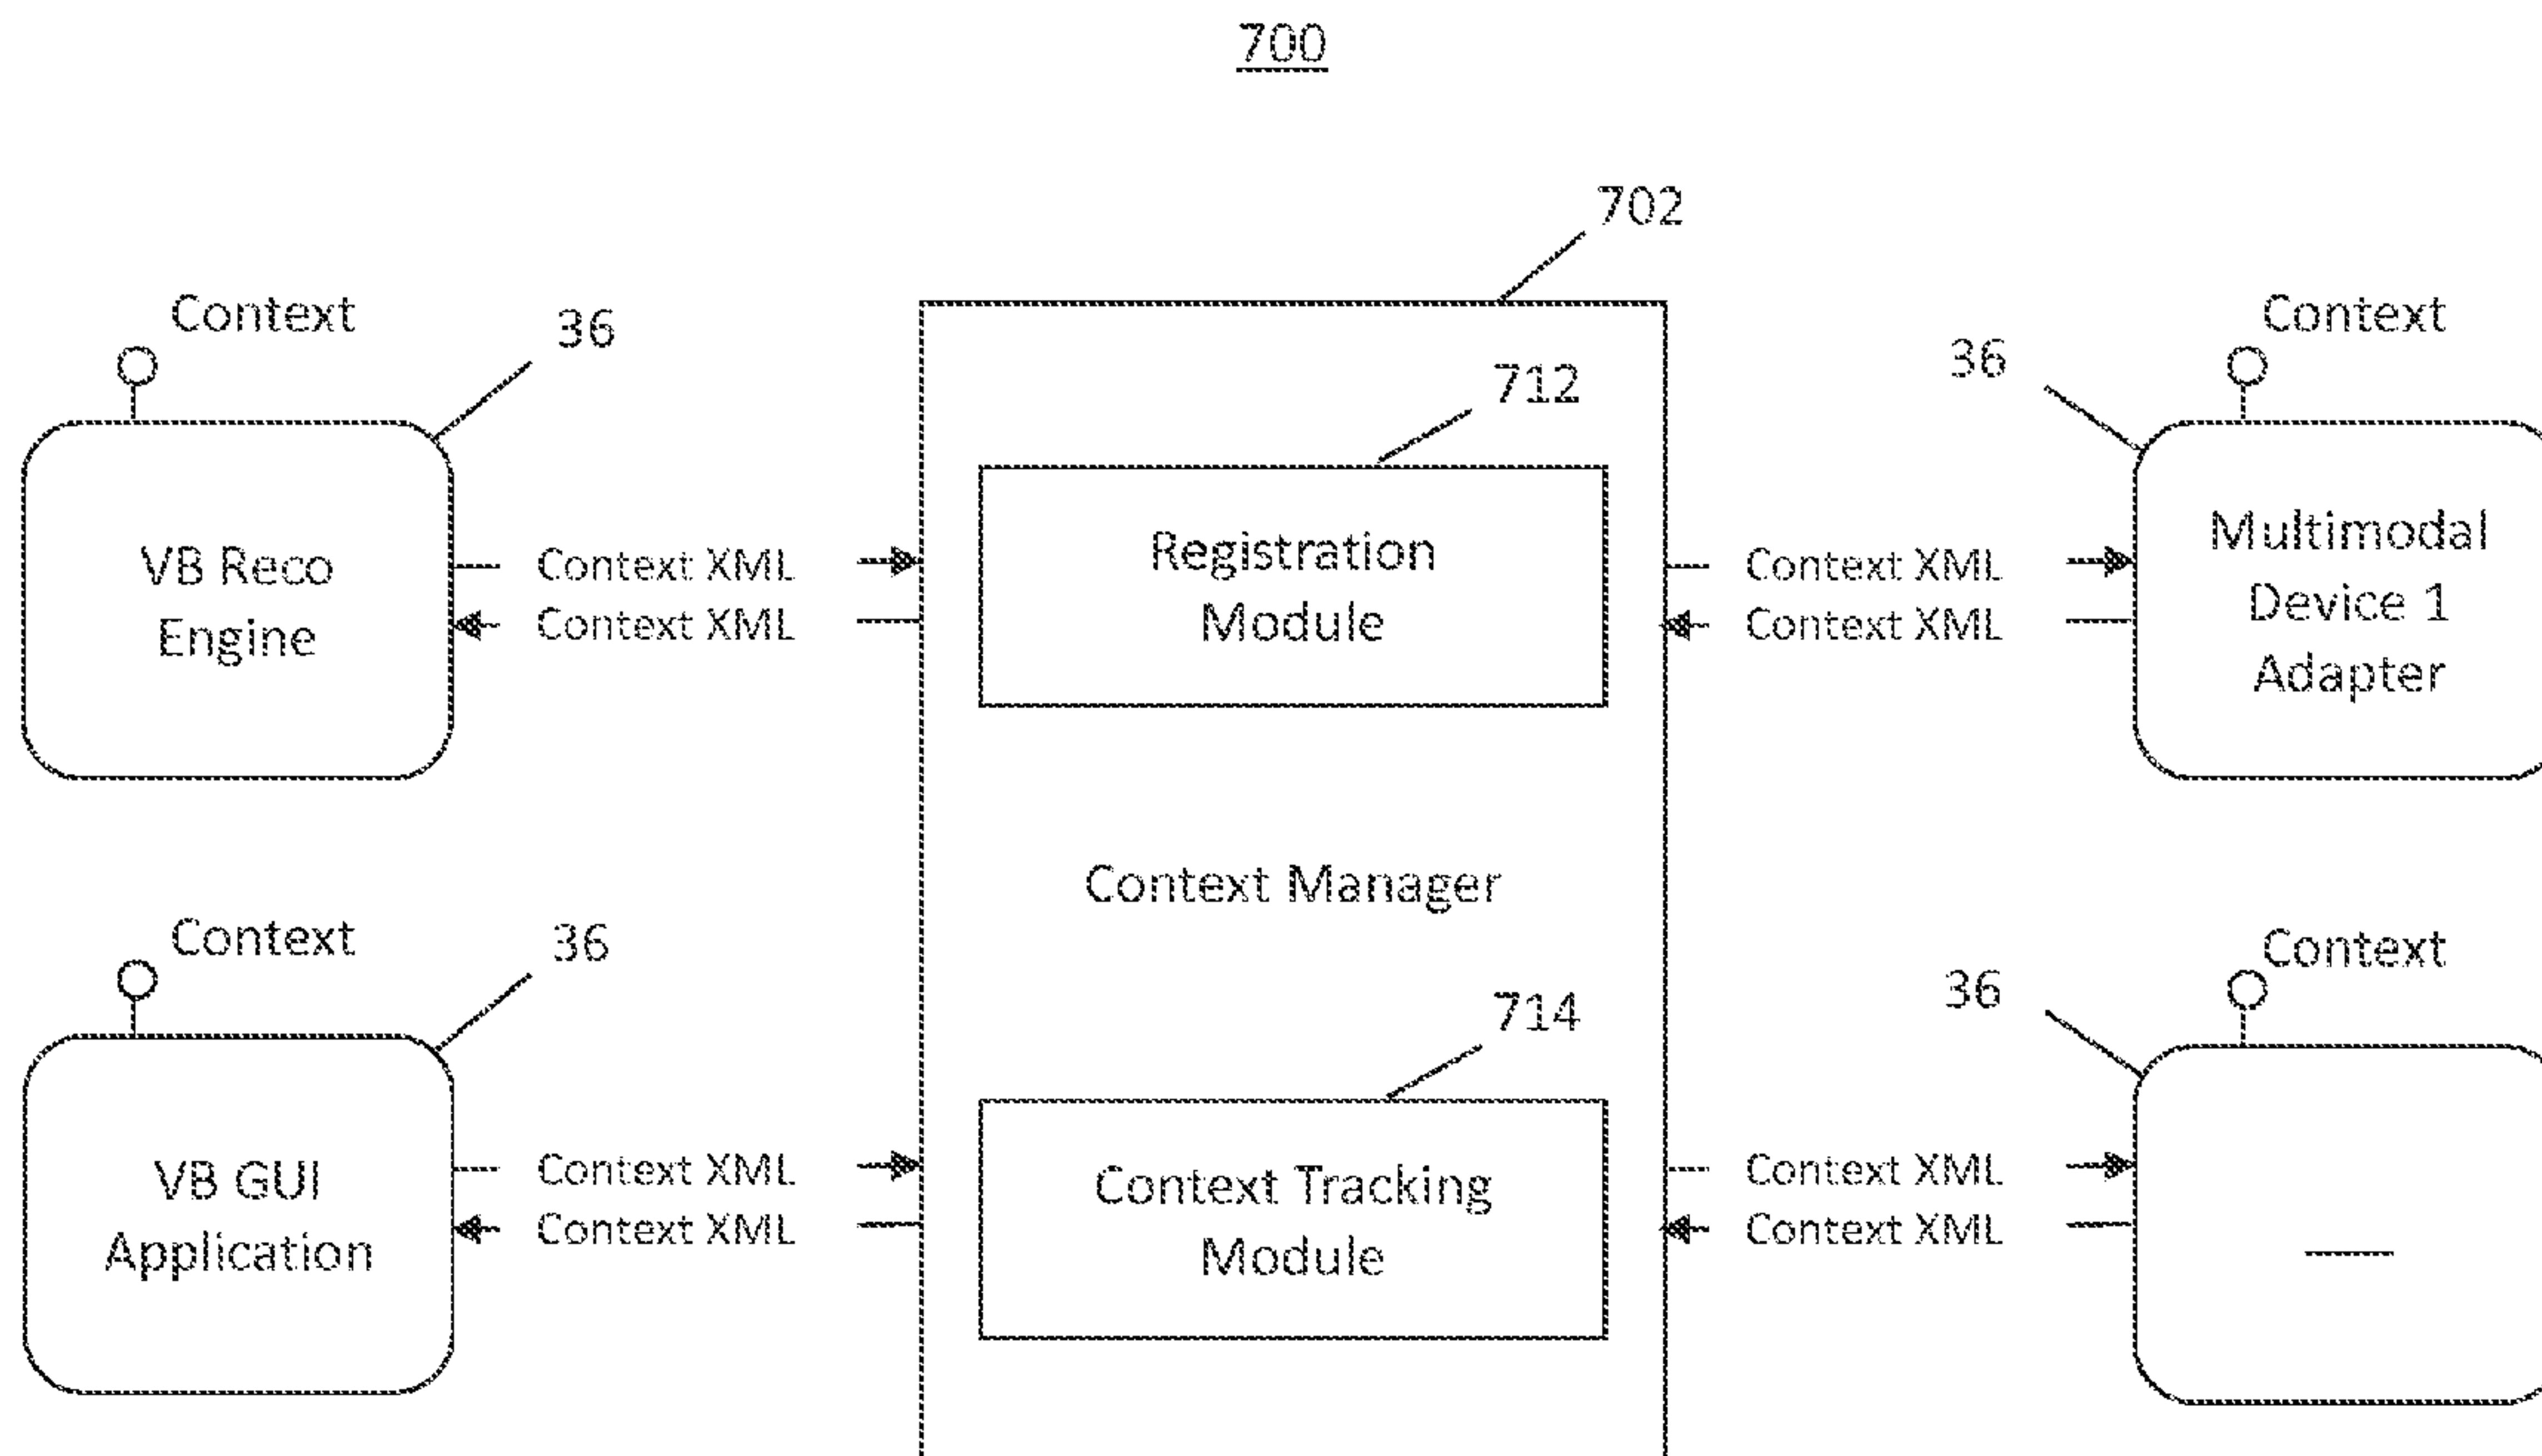 700
702
Context
36
Context
36
712
VB Reco
Engine
Context XML
Context XML
Registration
Module
Context XML
Context XML
Multimodal
Device 1
Adapter
Context Manager
Context
36
Context
36
714
VB GUI
Application
Context XML
Context XML
Context Tracking
Module
Context XML
Context XML